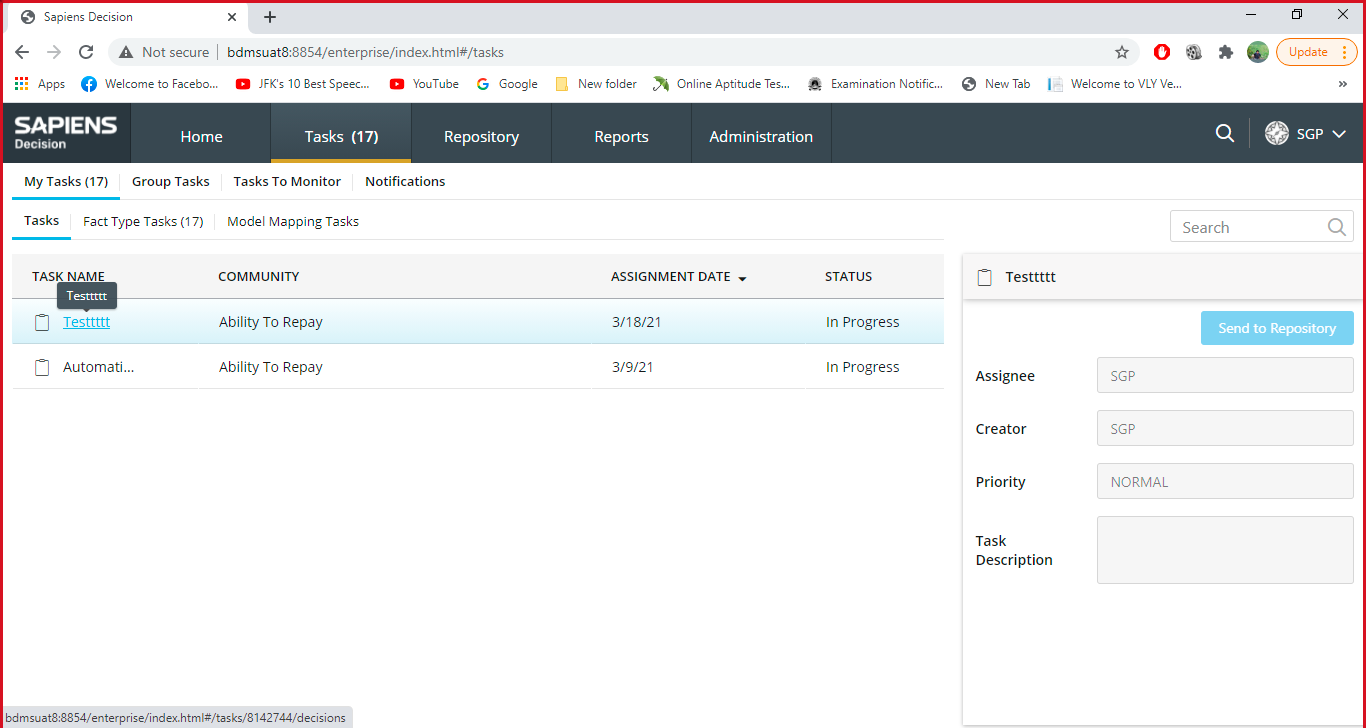 Sapiens Decision
Not secure bdmsuat8:8854/enterprise/index.html#/tasks Update
Apps Welcome to Facebo... JFK's 10 Best Speec... YouTube Google New folder Online Aptitude Tes... Examination Notific... New Tab Welcome to VLY Ve... »
SAPIENS
Decision
Home Tasks (17) Repository Reports Administration SGP
My Tasks (17) Group Tasks Tasks To Monitor Notifications
Tasks Fact Type Tasks (17) Model Mapping Tasks Search
TASK NAME COMMUNITY ASSIGNMENT DATE STATUS
Testtttt
Testtttt Ability To Repay 3/18/21 In Progress
Automati... Ability To Repay 3/9/21 In Progress
Testtttt
Send to Repository
Assignee SGP
Creator SGP
Priority NORMAL
Task
Description
bdmsuat8:8854/enterprise/index.html#/tasks/8142744/decisions